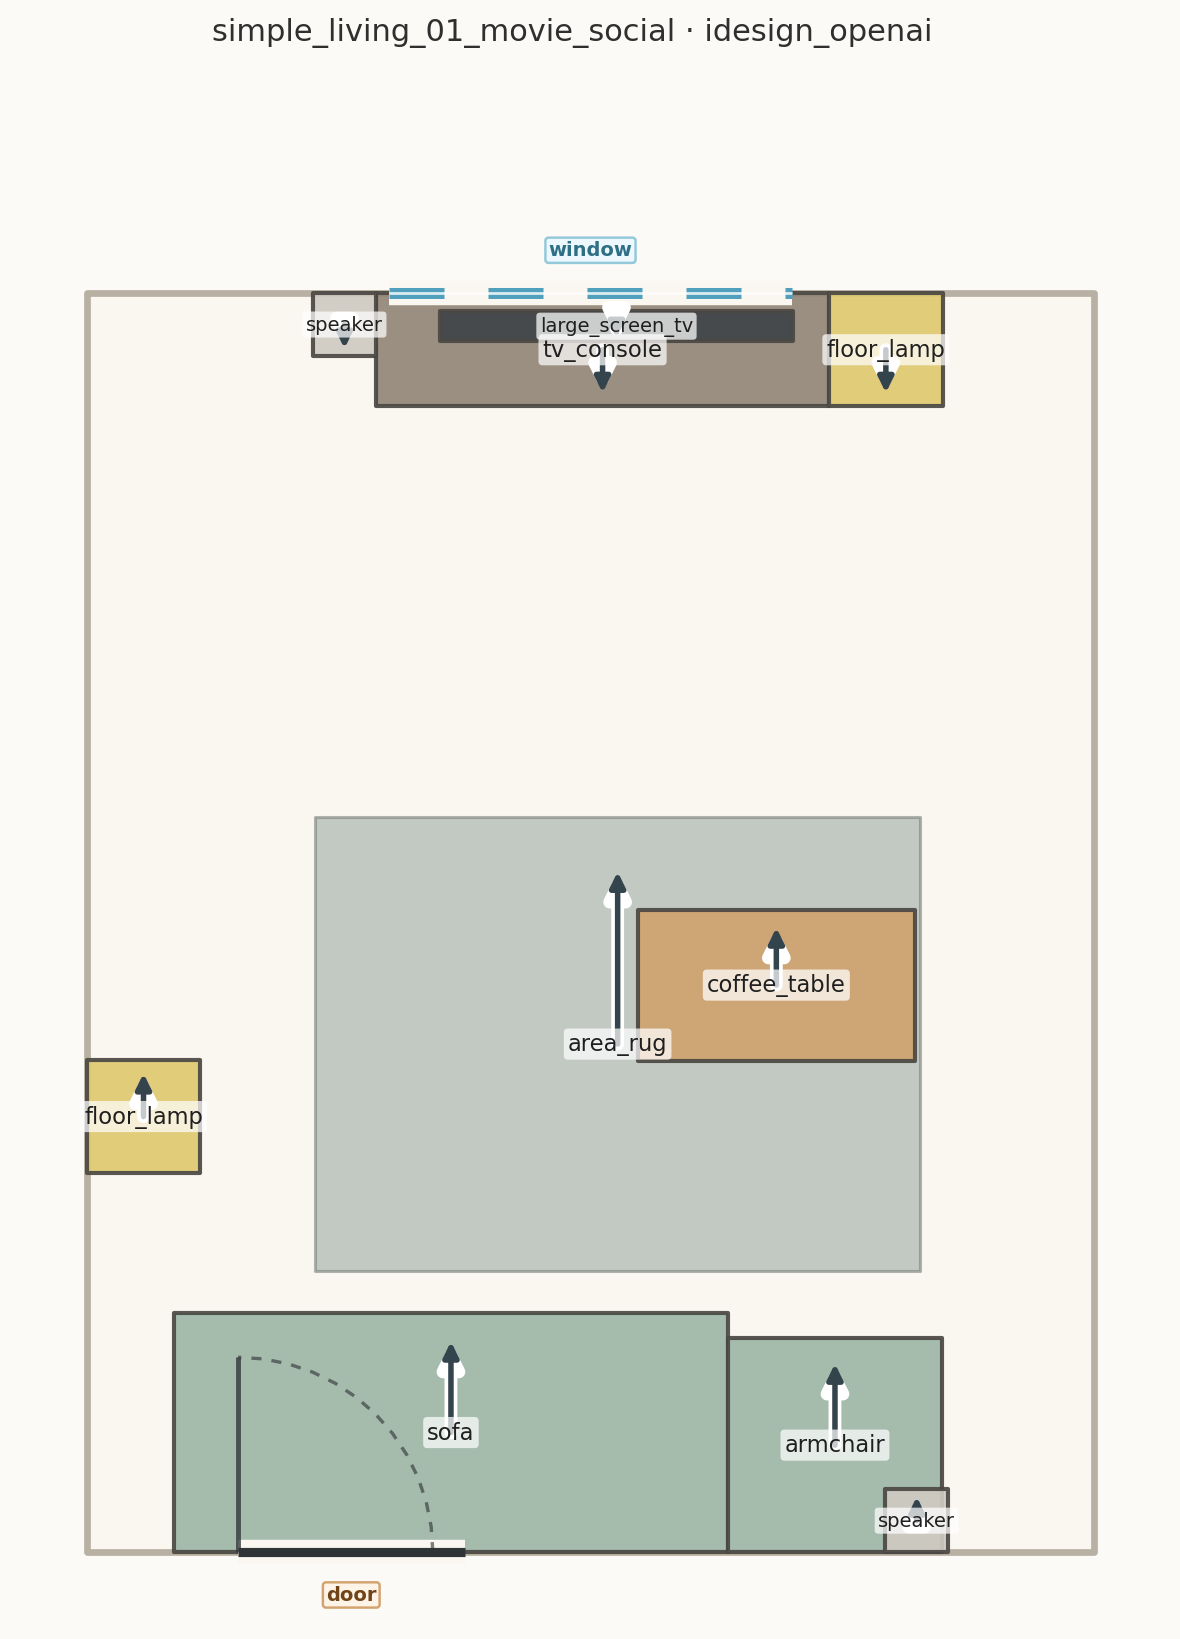 simple_living_01_movie_social · idesign_openai
window
speaker
large_screen_tv
tv_console
floor_lamp
coffee_table
area_rug
floor_lamp
sofa
armchair
speaker
door